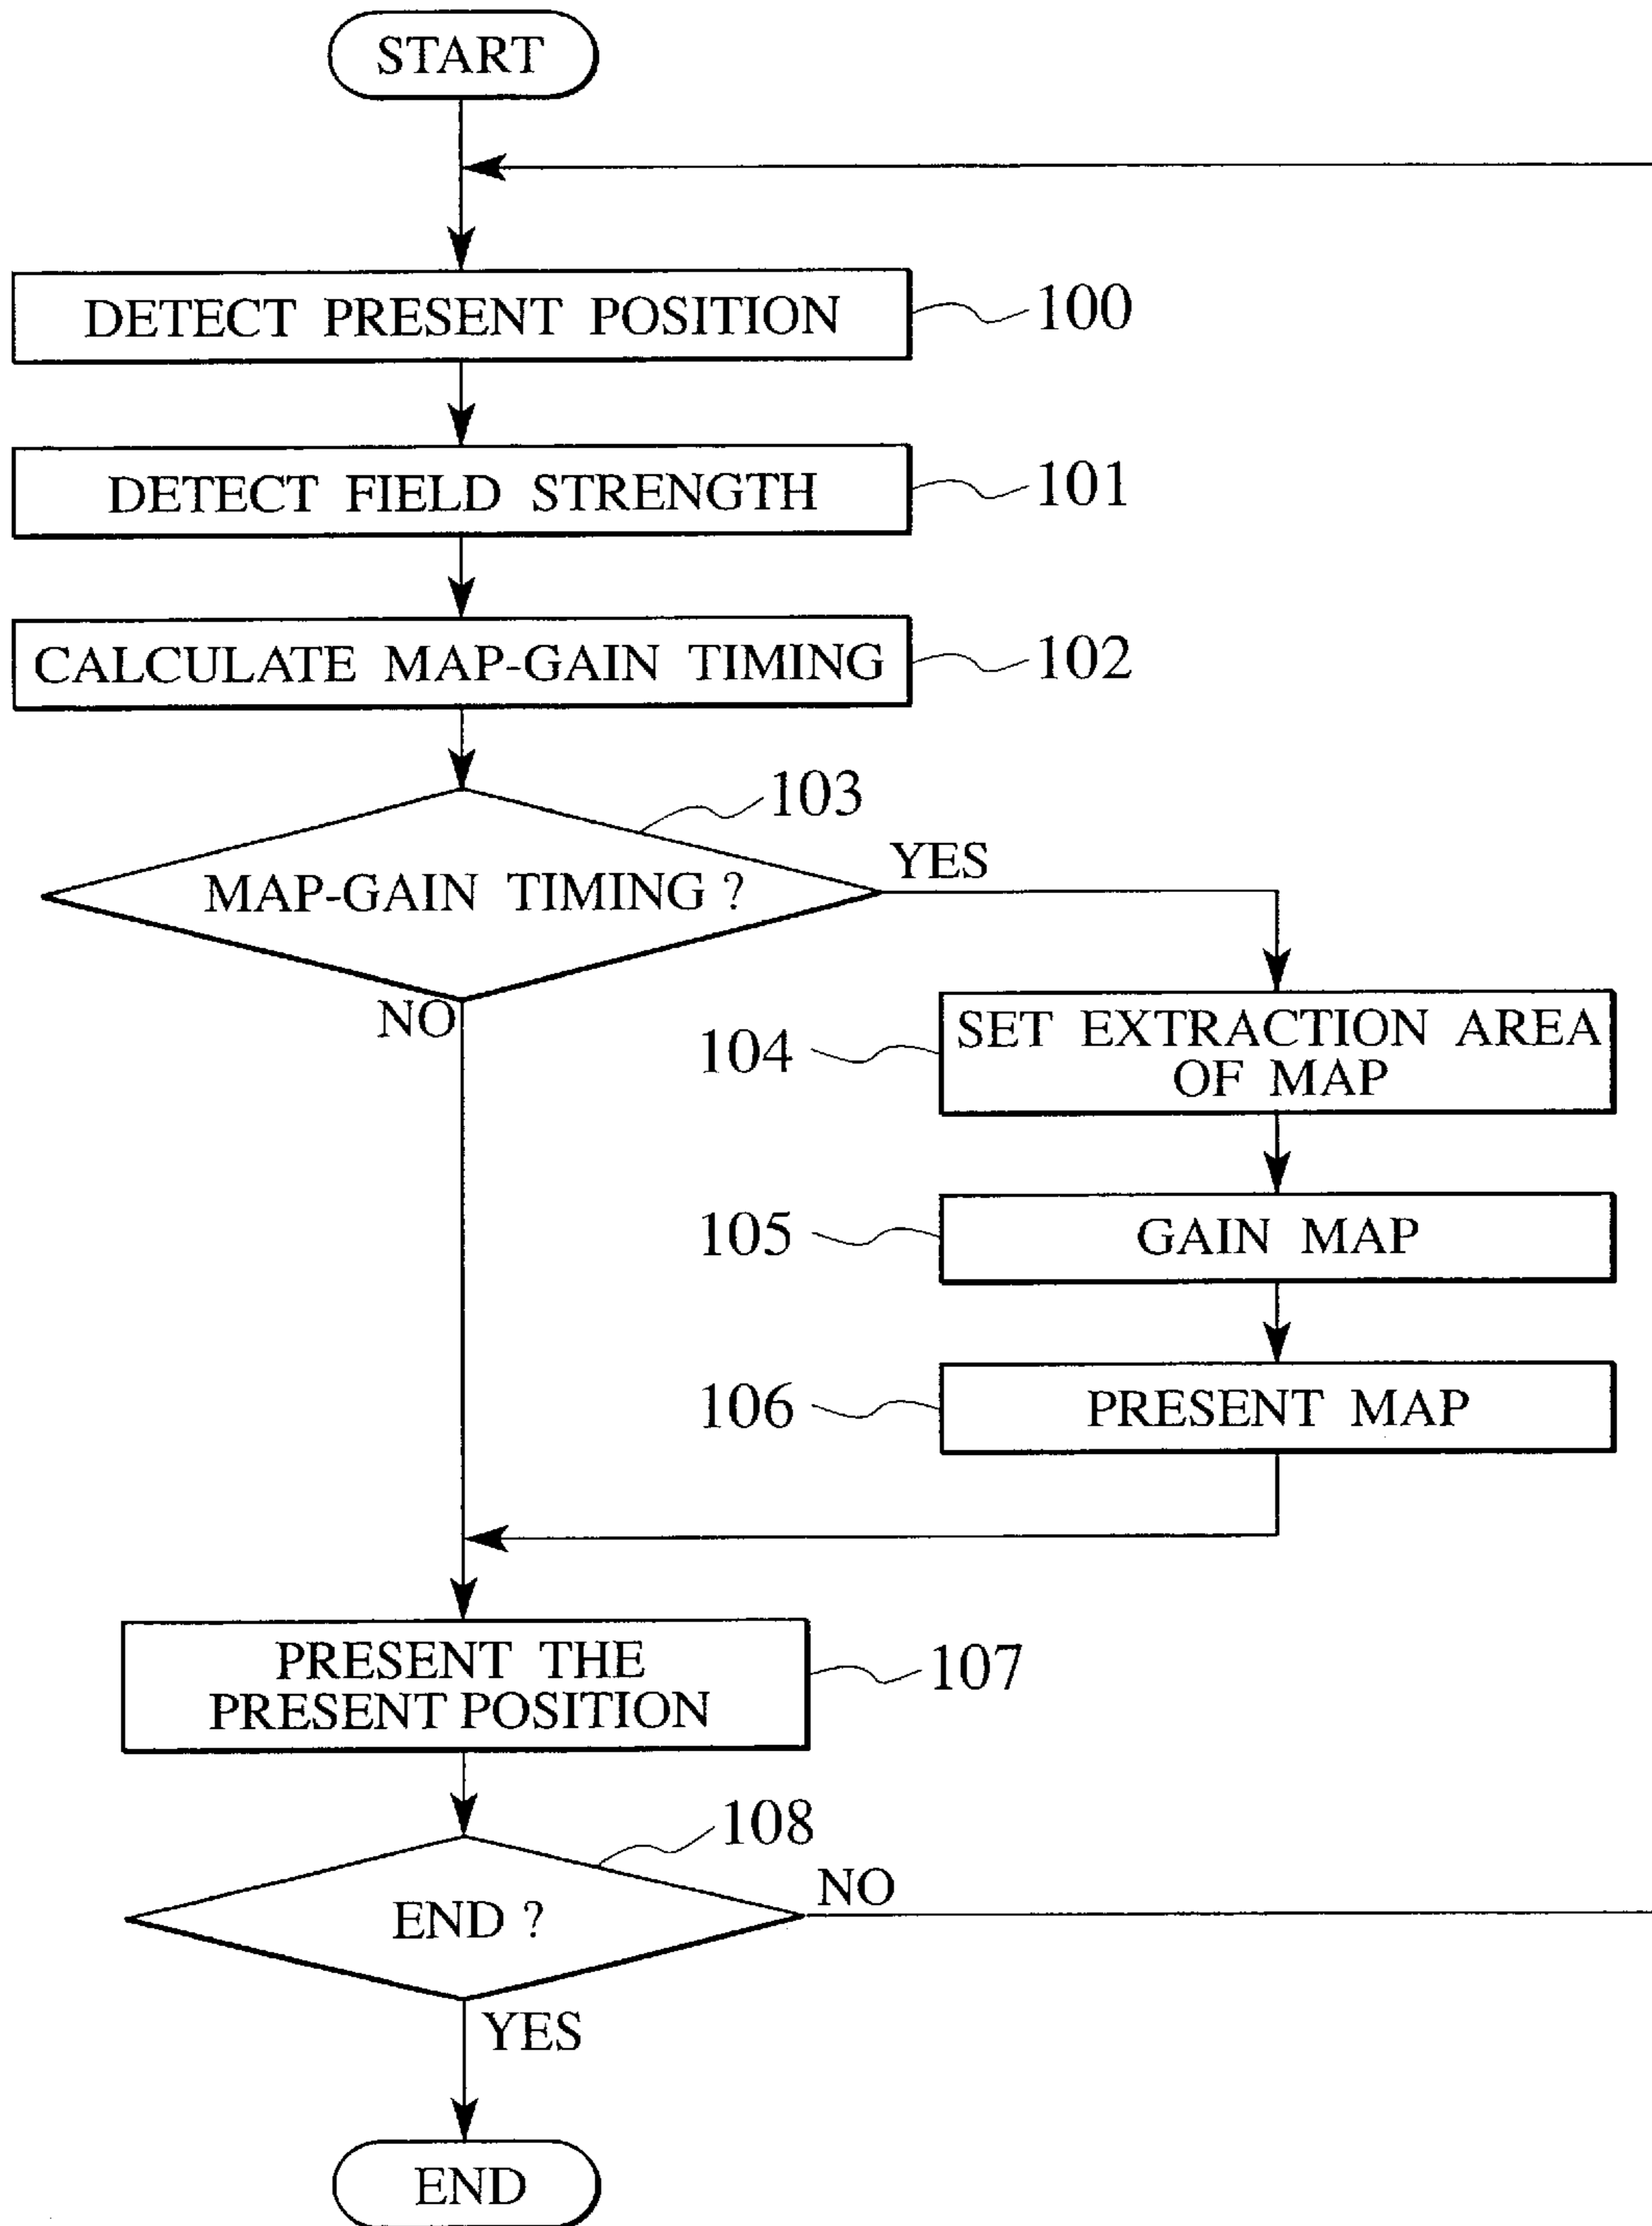 START
DETECT PRESENT POSITION
100
DETECT FIELD STRENGTH
101
CALCULATE MAP-GAIN TIMING
102
103
MAP-GAIN TIMING ?
YES
NO
104
SET EXTRACTION AREA
OF MAP
105
GAIN MAP
106
PRESENT MAP
PRESENT THE
PRESENT POSITION
107
108
END ?
NO
YES
END